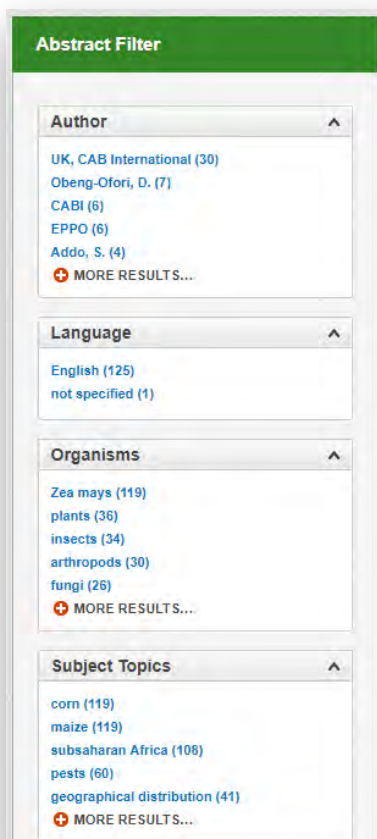 Abstract Filter
Author
UK, CAB International (30)
Obeng-Ofori, D. (7)
CABI (6)
EPPO (6)
Addo, S. (4)
MORE RESULTS...
Language
English (125)
not specified (1)
Organisms
Zea mays (119)
plants (36)
insects (34)
arthropods (30)
fungi (26)
MORE RESULTS...
Subject Topics
corn (119)
maize (119)
subsaharan Africa (108)
pests (60)
geographical distribution (41)
MORE RESULTS...